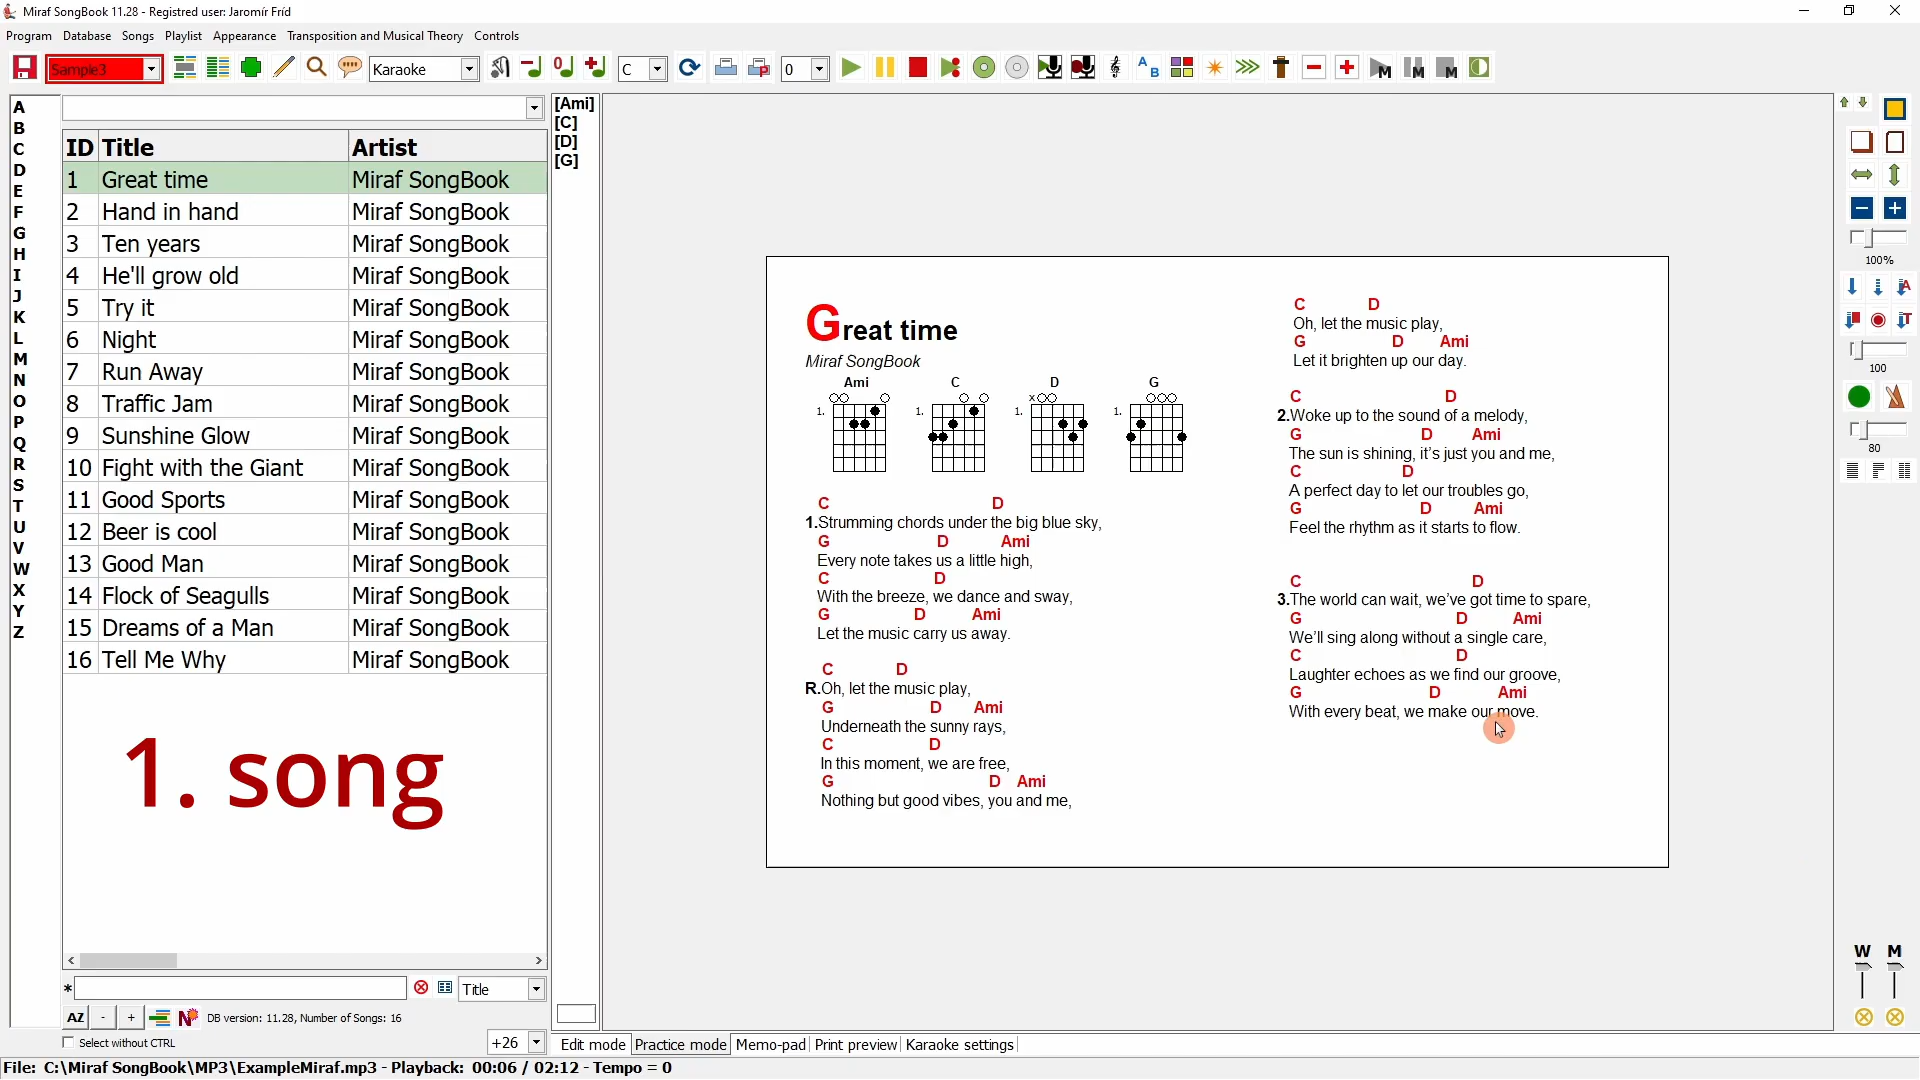 Miraf SongBook 11.28 - Registred user: Jaromír Fríd
Program Database Songs Playlist Appearance Transposition and Musical Theory Controls
Sample3
Karaoke
C
0
A
B
C
D
E
F
G
H
I
J
K
L
M
N
O
P
Q
R
S
T
U
V
W
X
Y
Z
ID Title Artist
1 Great time Miraf SongBook
2 Hand in hand Miraf SongBook
3 Ten years Miraf SongBook
4 He'll grow old Miraf SongBook
5 Try it Miraf SongBook
6 Night Miraf SongBook
7 Run Away Miraf SongBook
8 Traffic Jam Miraf SongBook
9 Sunshine Glow Miraf SongBook
10 Fight with the Giant Miraf SongBook
11 Good Sports Miraf SongBook
12 Beer is cool Miraf SongBook
13 Good Man Miraf SongBook
14 Flock of Seagulls Miraf SongBook
15 Dreams of a Man Miraf SongBook
16 Tell Me Why Miraf SongBook
1. song
* Title
AZ - + DB version: 11.28, Number of Songs: 16
Select without CTRL
+26
[Ami]
[C]
[D]
[G]
Great time
Miraf SongBook
Ami C D G
1. 1. x 1. 1.
C D
1.Strumming chords under the big blue sky,
G D Ami
Every note takes us a little high,
C D
With the breeze, we dance and sway,
G D Ami
Let the music carry us away.
C D
R.Oh, let the music play,
G D Ami
Underneath the sunny rays,
C D
In this moment, we are free,
G D Ami
Nothing but good vibes, you and me,
C D
Oh, let the music play,
G D Ami
Let it brighten up our day.
C D
2.Woke up to the sound of a melody,
G D Ami
The sun is shining, it's just you and me,
C D
A perfect day to let our troubles go,
G D Ami
Feel the rhythm as it starts to flow.
C D
3.The world can wait, we've got time to spare,
G D Ami
We'll sing along without a single care,
C D
Laughter echoes as we find our groove,
G D Ami
With every beat, we make our move.
100%
100
80
W M
Edit mode Practice mode Memo-pad Print preview Karaoke settings
File: C:\Miraf SongBook\MP3\ExampleMiraf.mp3 - Playback: 00:06 / 02:12 - Tempo = 0